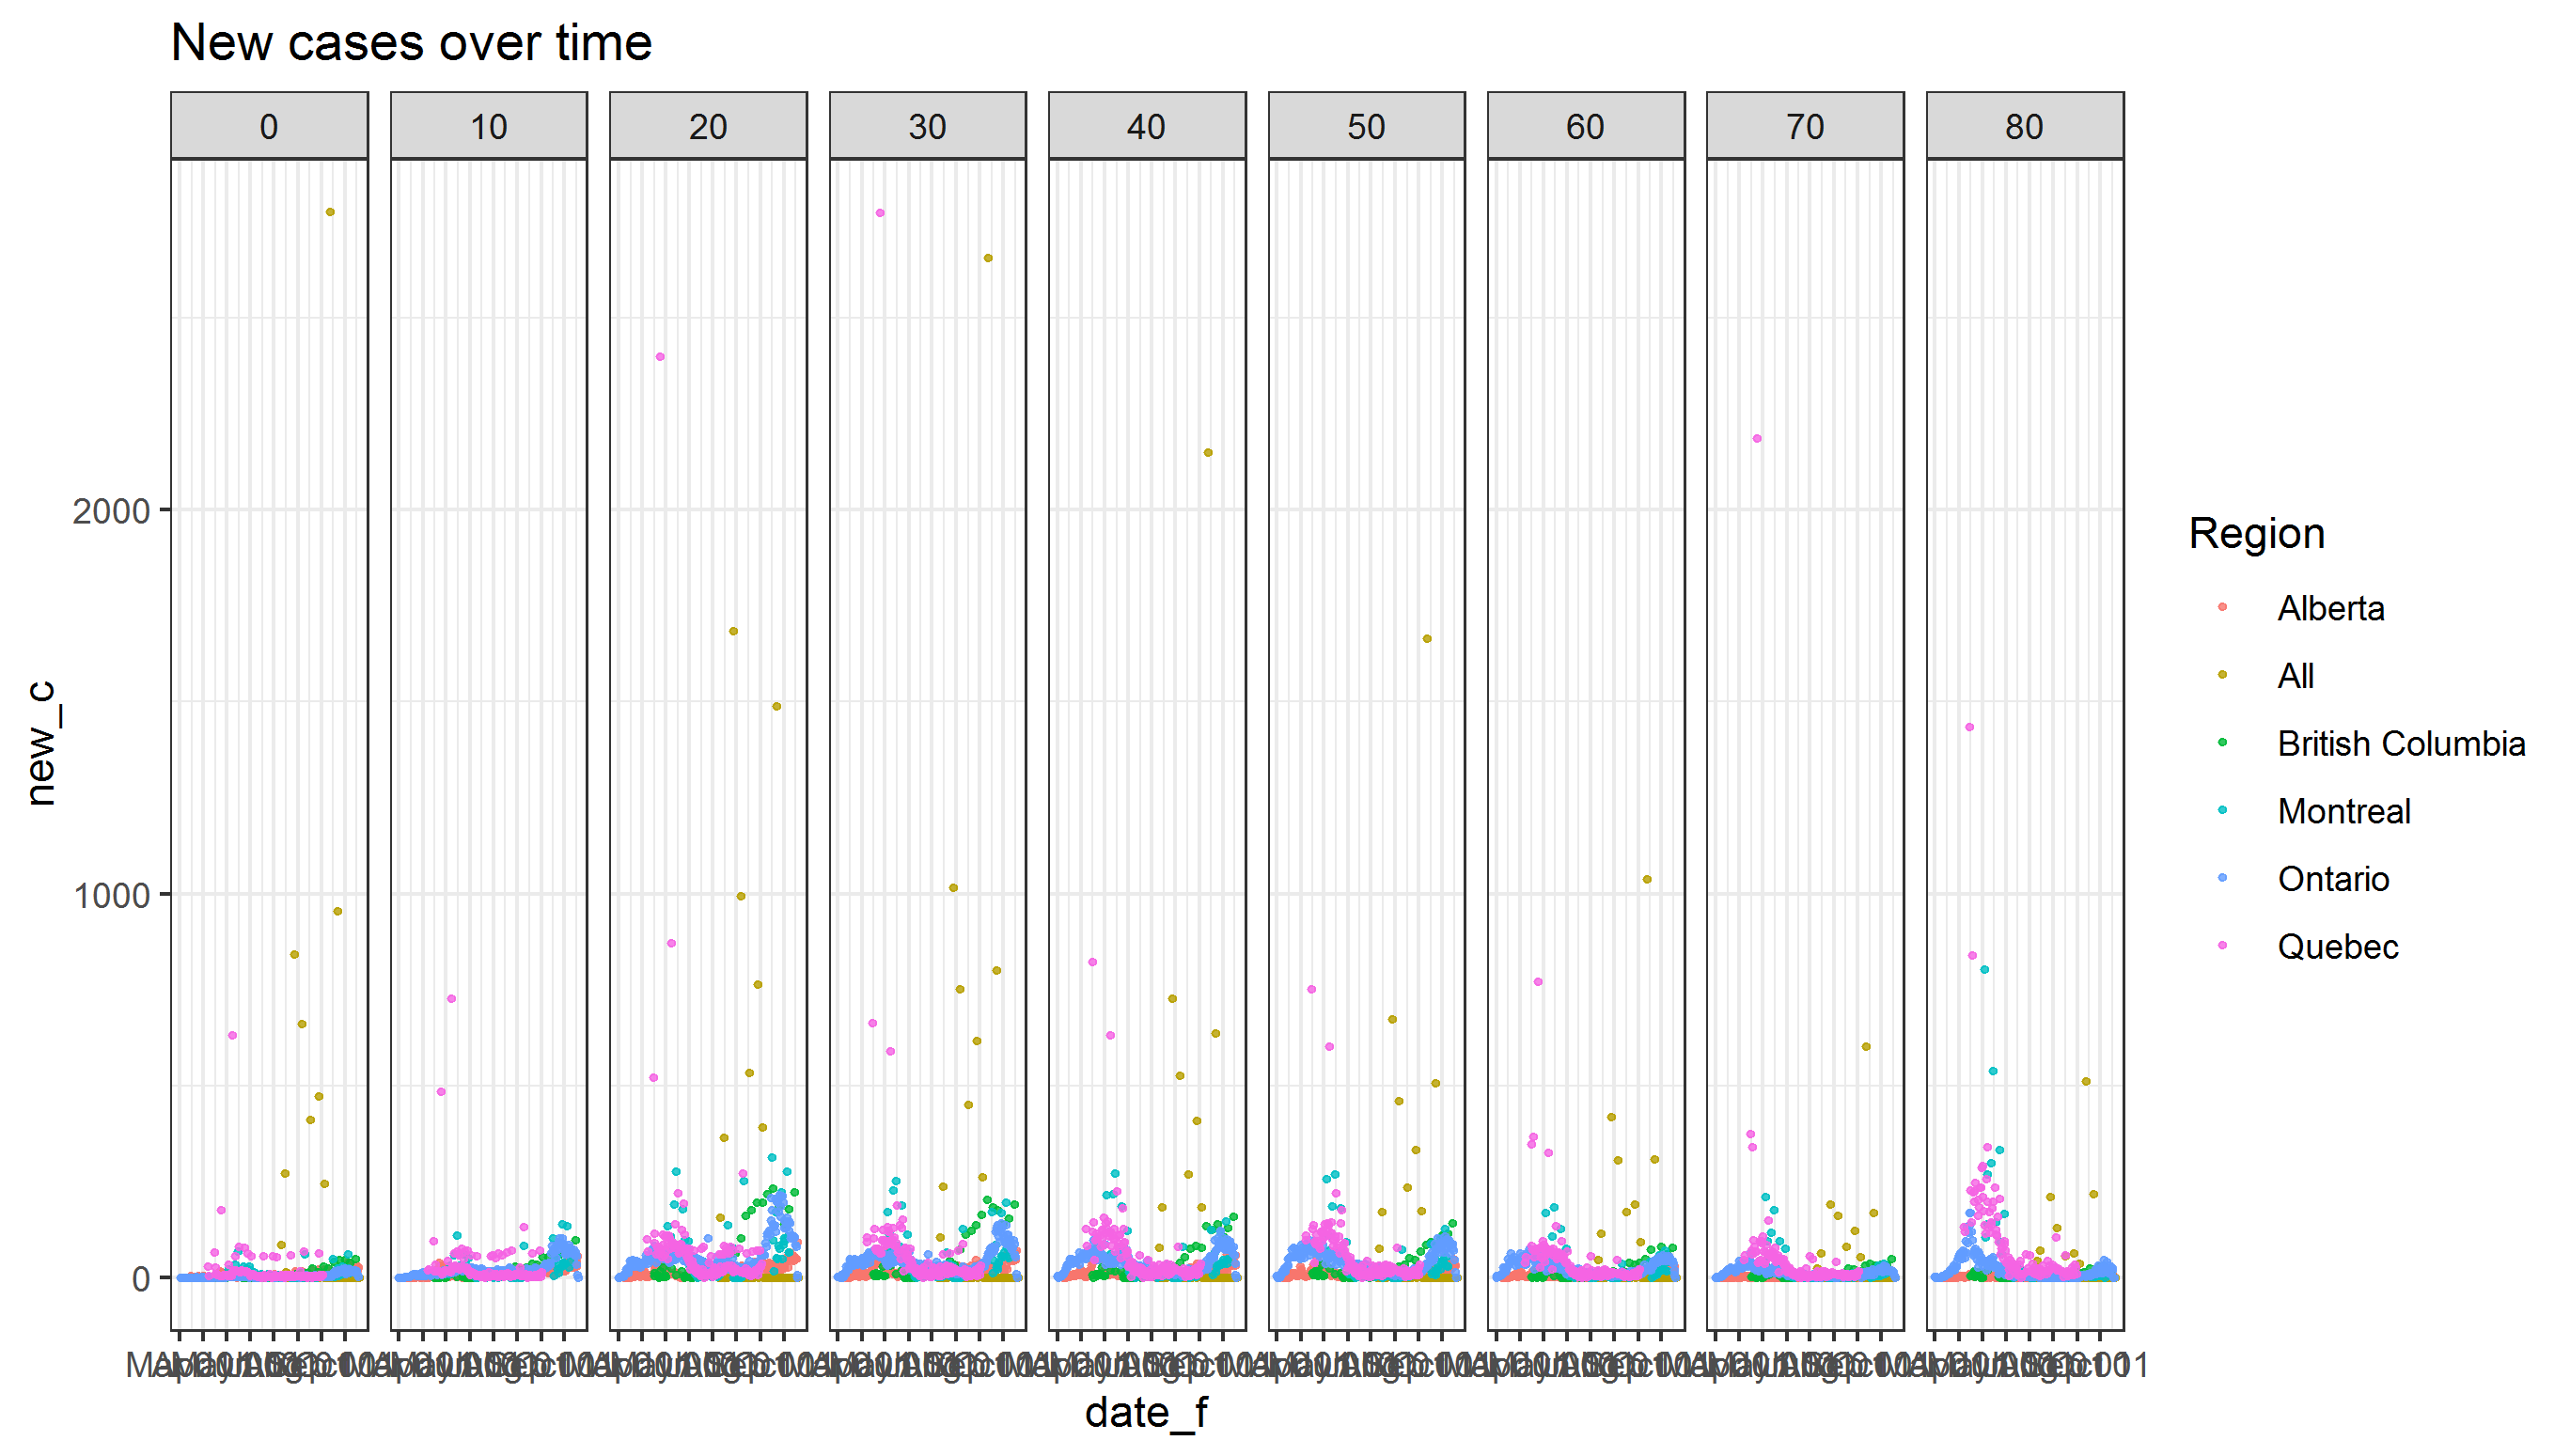 New cases over time
0 10 20 30 40 50 60 70 80
2000
1000
0
new_c
date_f
Region
Alberta
All
British Columbia
Montreal
Ontario
Quebec